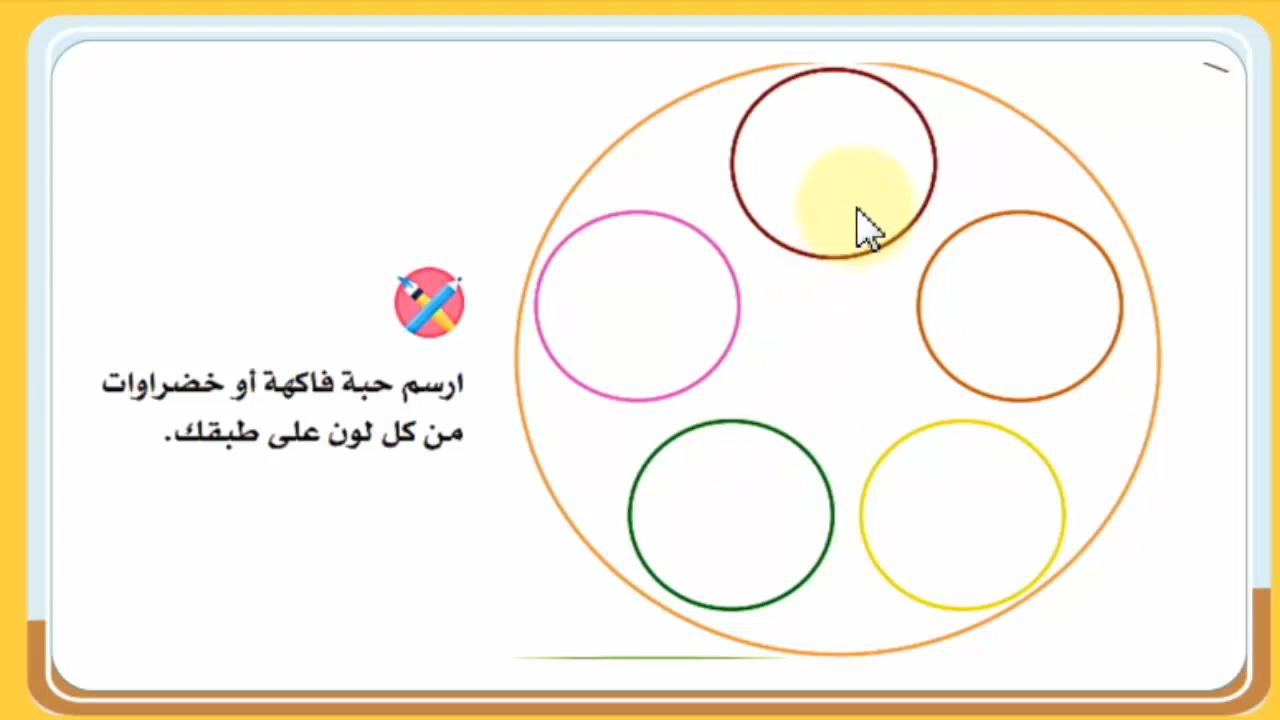 ارسم حبة فاكهة أو خضراوات
من كل لون على طبقك.